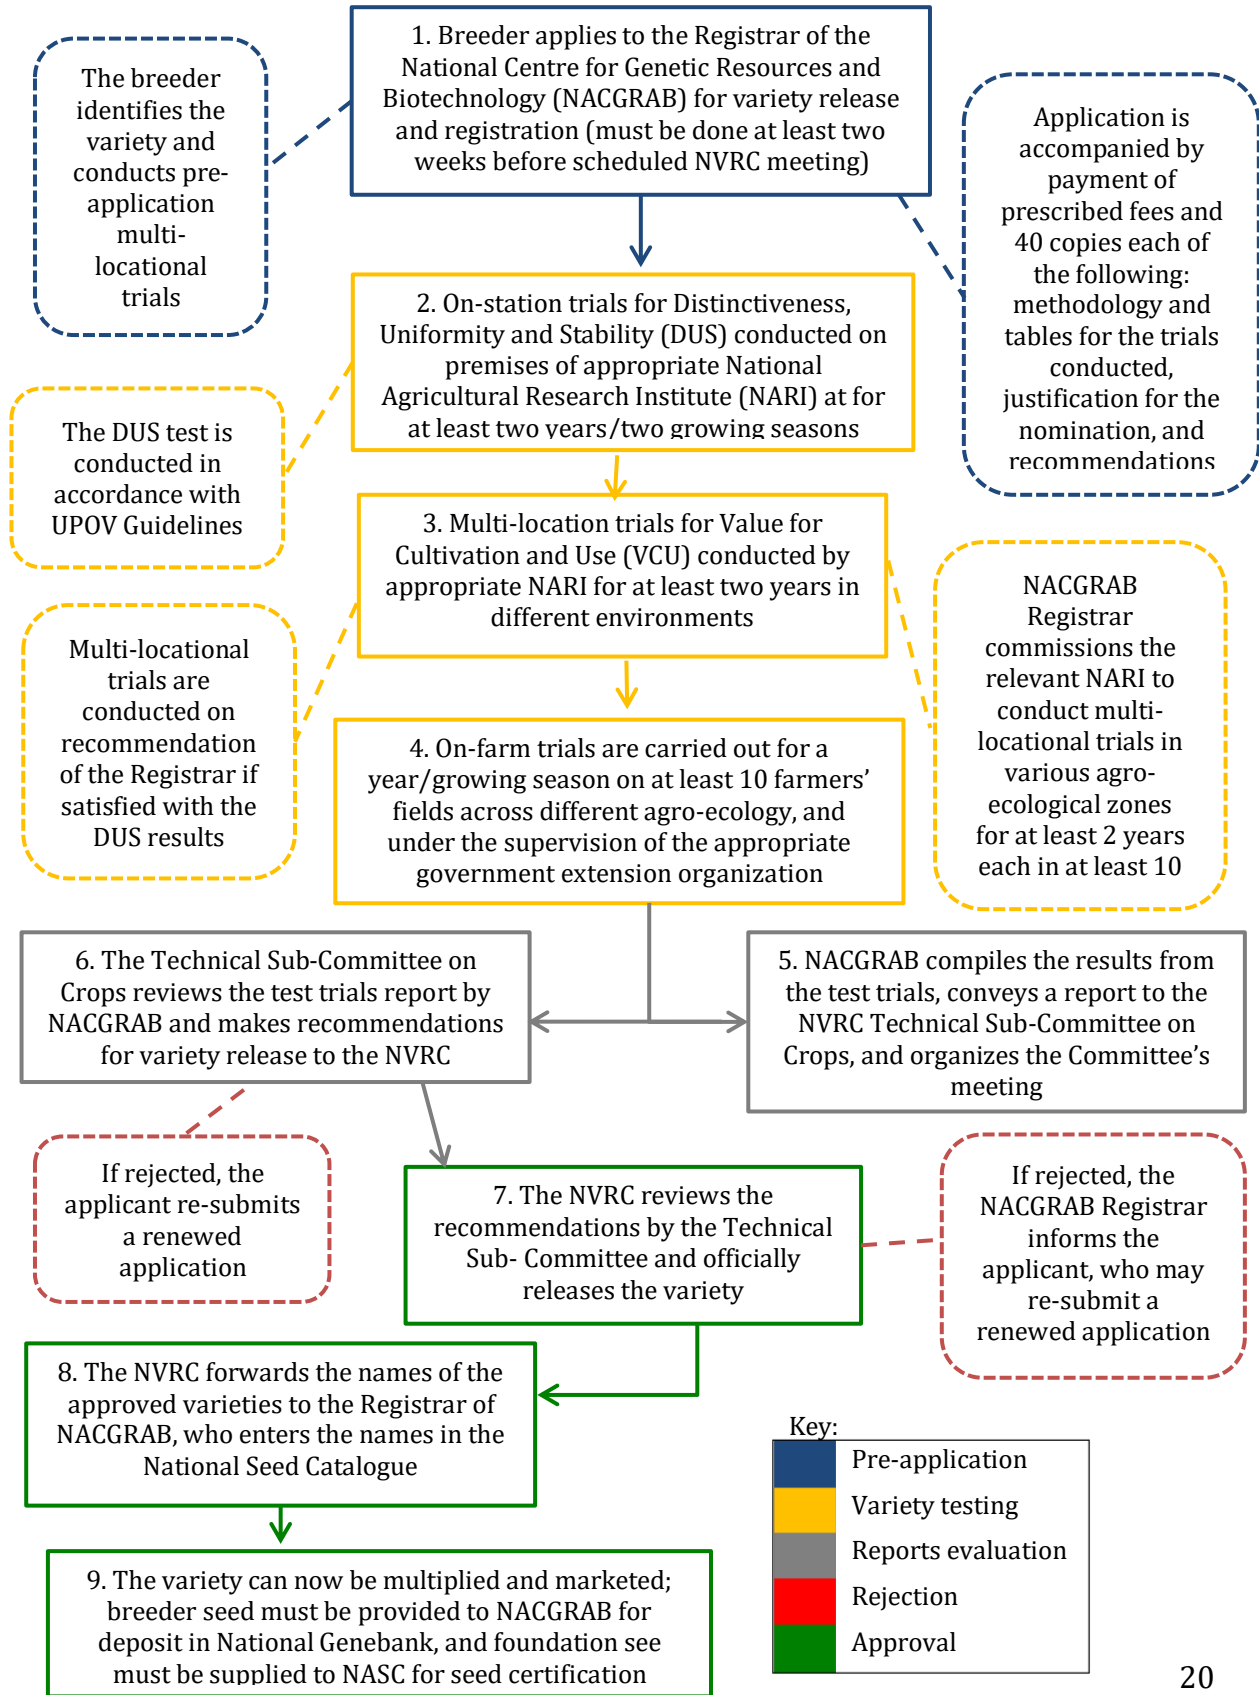 1. Breeder applies to the Registrar of the
National Centre for Genetic Resources and
Biotechnology (NACGRAB) for variety release
and registration (must be done at least two
weeks before scheduled NVRC meeting)
The breeder
identifies the
variety and
conducts pre-
application
multi-
locational
trials
Application is
accompanied by
payment of
prescribed fees and
40 copies each of
the following:
methodology and
tables for the trials
conducted,
justification for the
nomination, and
recommendations
2. On-station trials for Distinctiveness,
Uniformity and Stability (DUS) conducted on
premises of appropriate National
Agricultural Research Institute (NARI) at for
at least two years/two growing seasons
The DUS test is
conducted in
accordance with
UPOV Guidelines
3. Multi-location trials for Value for
Cultivation and Use (VCU) conducted by
appropriate NARI for at least two years in
different environments
Multi-locational
trials are
conducted on
recommendation
of the Registrar if
satisfied with the
DUS results
NACGRAB
Registrar
commissions the
relevant NARI to
conduct multi-
locational trials in
various agro-
ecological zones
for at least 2 years
each in at least 10
4. On-farm trials are carried out for a
year/growing season on at least 10 farmers’
fields across different agro-ecology, and
under the supervision of the appropriate
government extension organization
6. The Technical Sub-Committee on
Crops reviews the test trials report by
NACGRAB and makes recommendations
for variety release to the NVRC
5. NACGRAB compiles the results from
the test trials, conveys a report to the
NVRC Technical Sub-Committee on
Crops, and organizes the Committee’s
meeting
If rejected, the
applicant re-submits
a renewed
application
7. The NVRC reviews the
recommendations by the Technical
Sub- Committee and officially
releases the variety
If rejected, the
NACGRAB Registrar
informs the
applicant, who may
re-submit a
renewed application
8. The NVRC forwards the names of the
approved varieties to the Registrar of
NACGRAB, who enters the names in the
National Seed Catalogue
9. The variety can now be multiplied and marketed;
breeder seed must be provided to NACGRAB for
deposit in National Genebank, and foundation see
must be supplied to NASC for seed certification
Key:
Pre-application
Variety testing
Reports evaluation
Rejection
Approval
20